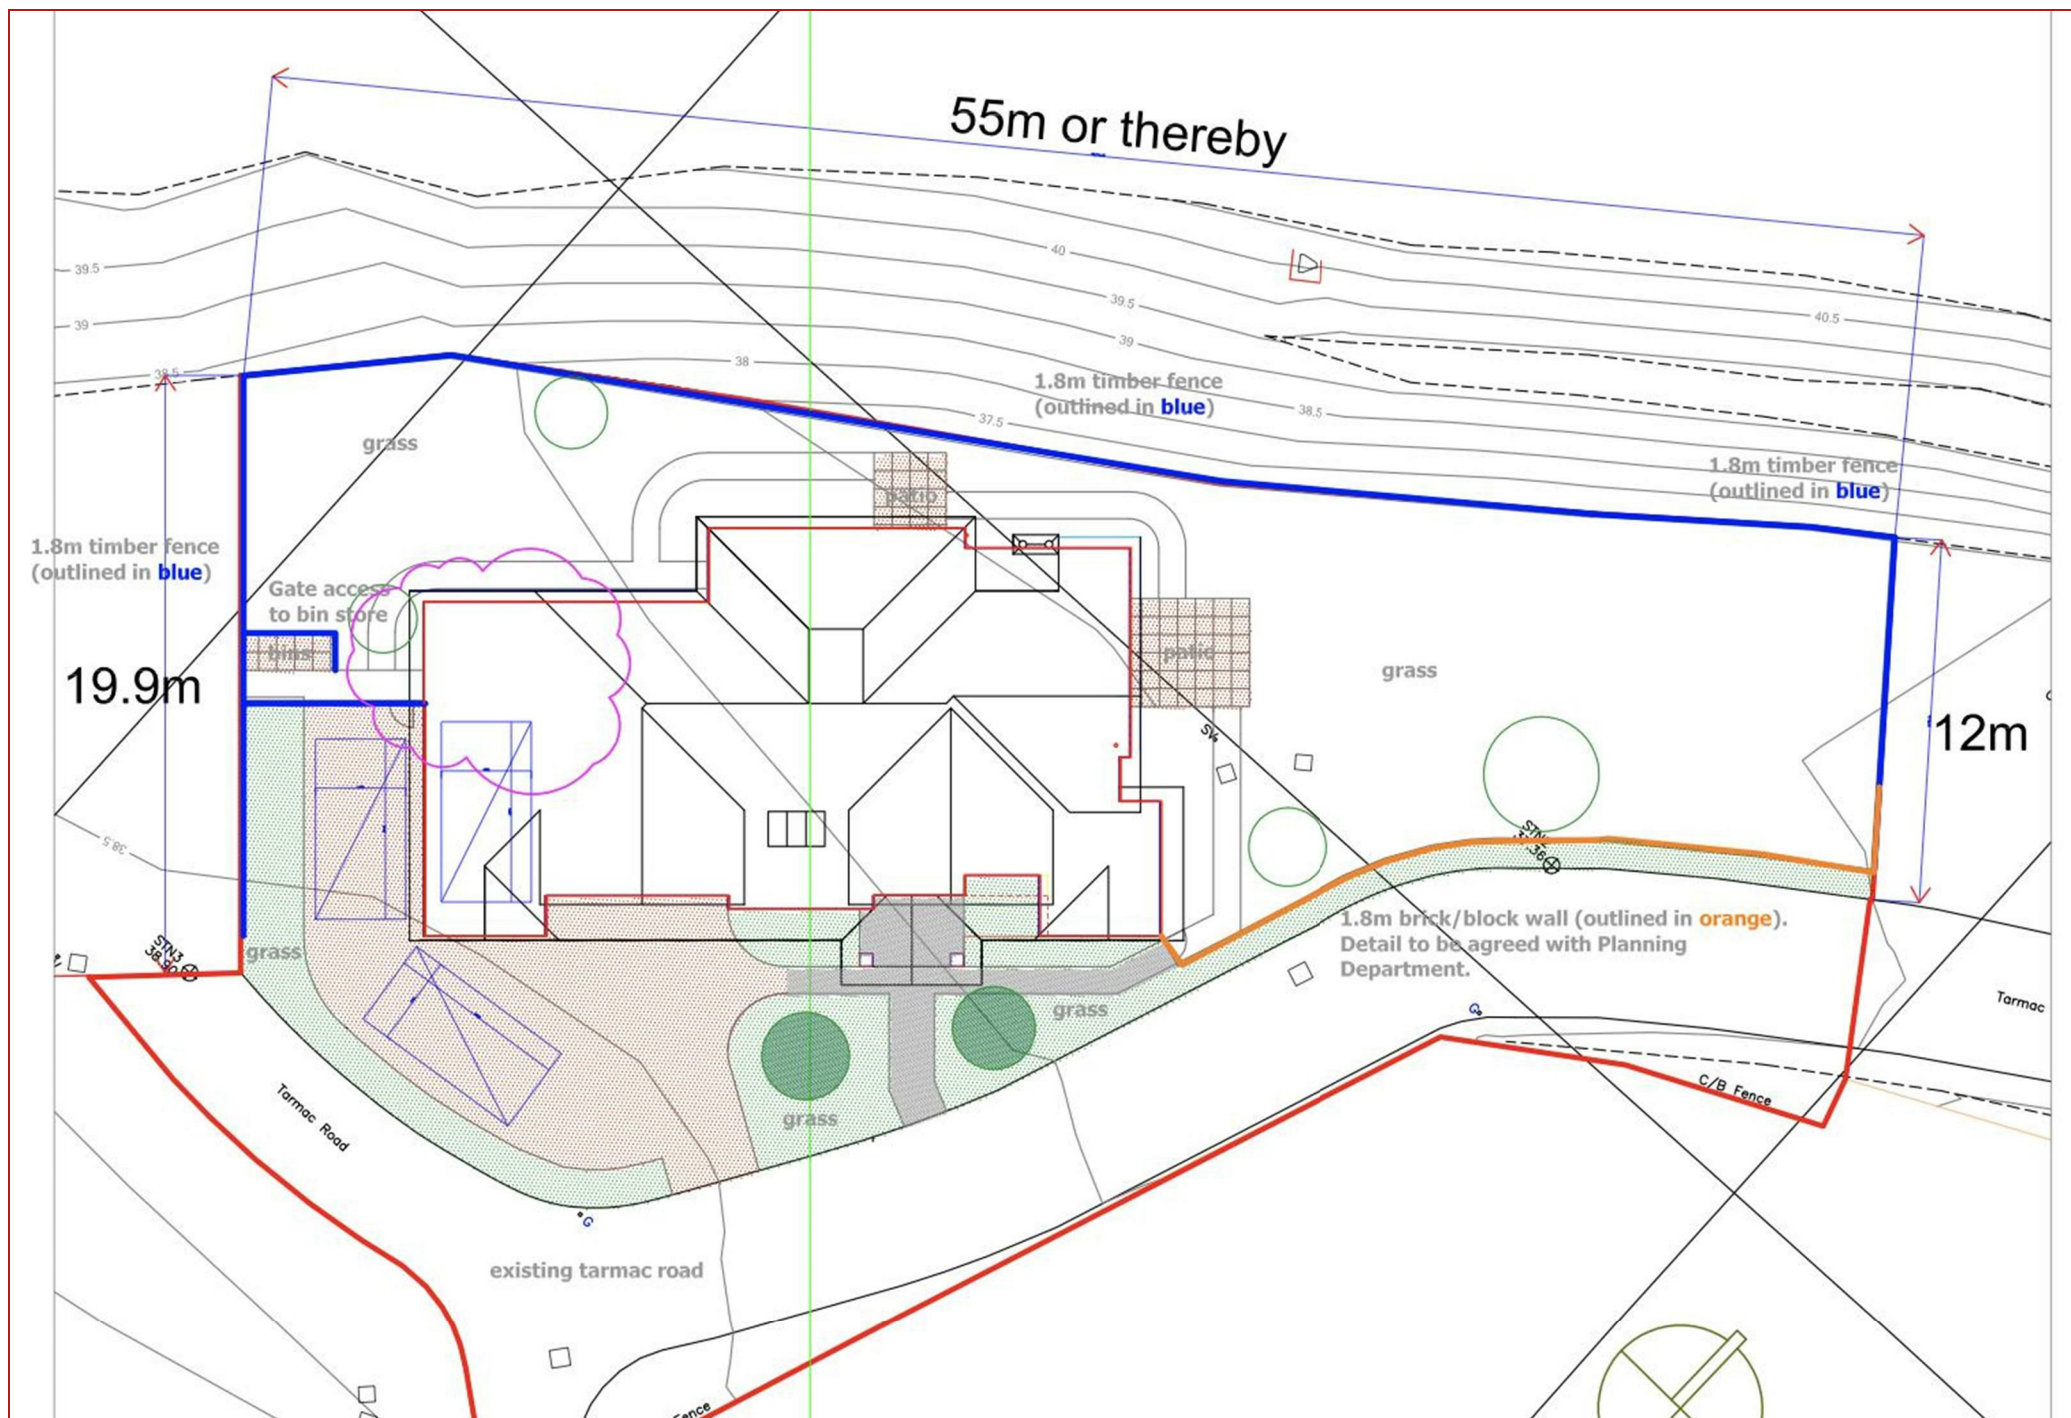 55m or thereby
40
39.5
39.5
39
40.5
39
38
38.5
1.8m timber fence
(outlined in blue)
38.5
37.5
grass
1.8m timber fence
(outlined in blue)
patio
1.8m timber fence
(outlined in blue)
Gate access
to bin store
bins
patio
grass
19.9m
12m
38.5
1.8m brick/block wall (outlined in orange).
Detail to be agreed with Planning
Department.
STN3
grass
grass
G
Tarmac
C/B Fence
Tarmac Road
grass
G
existing tarmac road